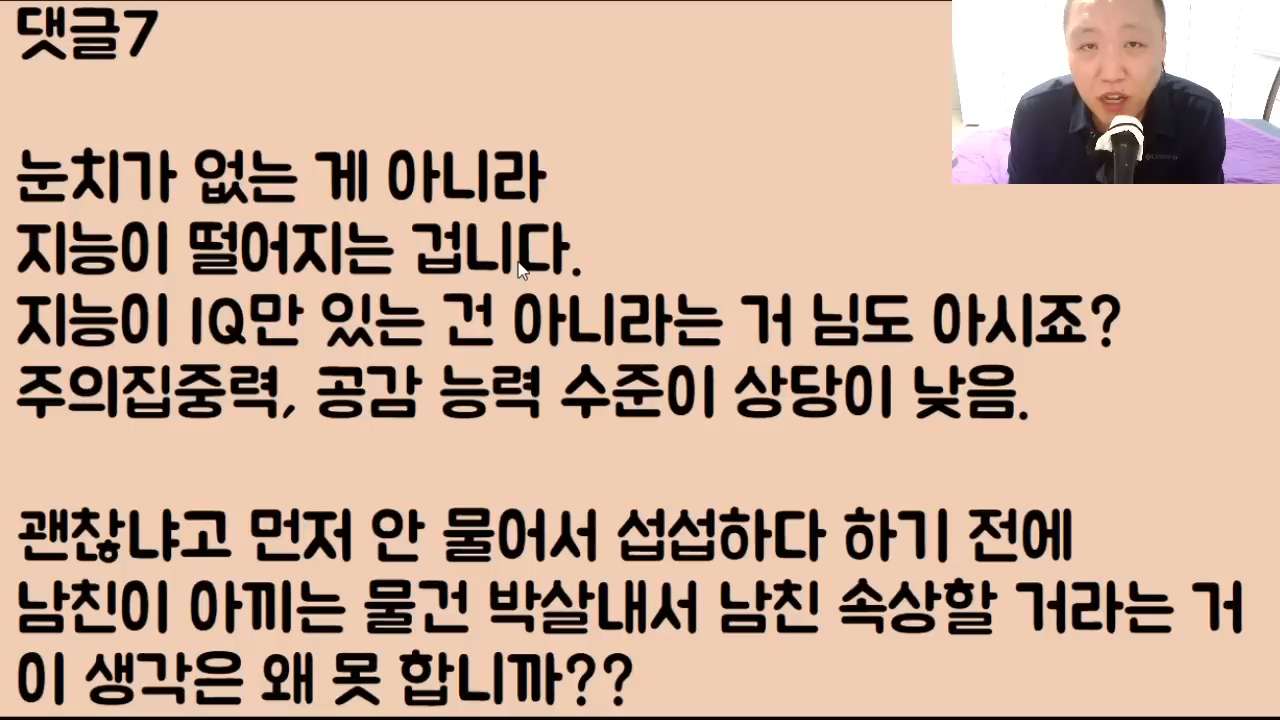 댓글7
눈치가 없는 게 아니라
지능이 떨어지는 겁니다.
지능이 IQ만 있는 건 아니라는 거 님도 아시죠?
주의집중력, 공감 능력 수준이 상당이 낮음.
괜찮냐고 먼저 안 물어서 섭섭하다 하기 전에
남친이 아끼는 물건 박살내서 남친 속상할 거라는 거
이 생각은 왜 못 합니까??